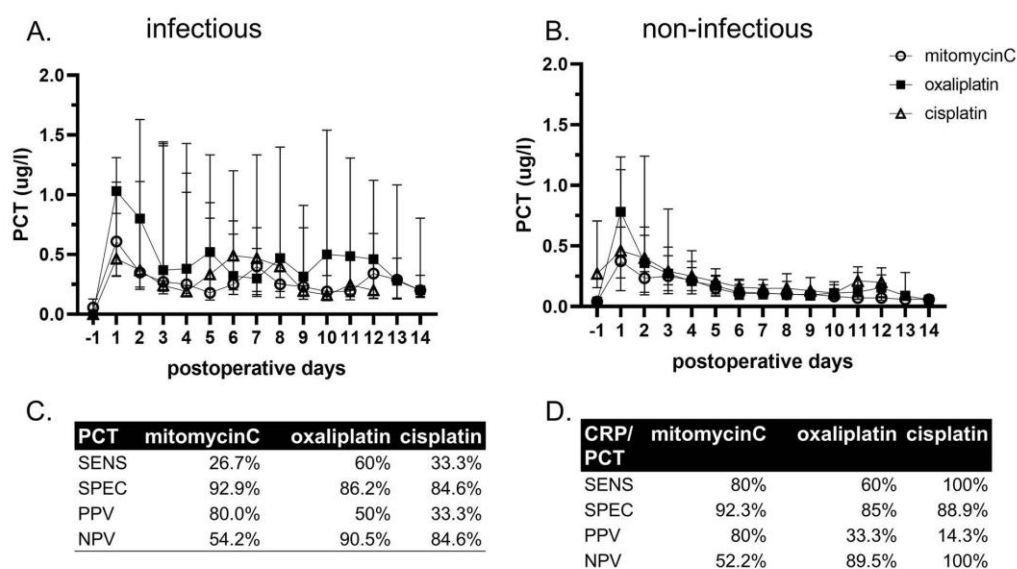 A. infectious
PCT (ug/l)
2.0
1.5
1.0
0.5
0.0
-1 1 2 3 4 5 6 7 8 9 10 11 12 13 14
postoperative days
B. non-infectious
mitomycinC
oxaliplatin
cisplatin
PCT (ug/l)
2.0
1.5
1.0
0.5
0.0
-1 1 2 3 4 5 6 7 8 9 10 11 12 13 14
postoperative days
C.
PCT mitomycinC oxaliplatin cisplatin
SENS 26.7% 60% 33.3%
SPEC 92.9% 86.2% 84.6%
PPV 80.0% 50% 33.3%
NPV 54.2% 90.5% 84.6%
D.
CRP/ mitomycinC oxaliplatin cisplatin
PCT
SENS 80% 60% 100%
SPEC 92.3% 85% 88.9%
PPV 80% 33.3% 14.3%
NPV 52.2% 89.5% 100%